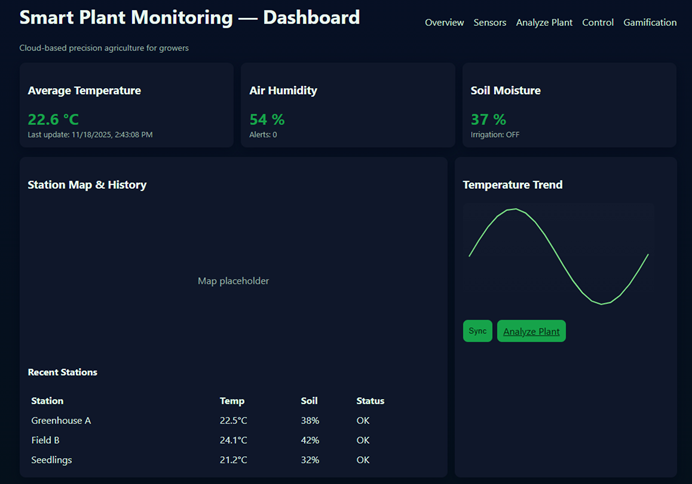 Smart Plant Monitoring — Dashboard
Overview Sensors Analyze Plant Control Gamification
Cloud-based precision agriculture for growers
Average Temperature
22.6 °C
Last update: 11/18/2025, 2:43:08 PM
Air Humidity
54 %
Alerts: 0
Soil Moisture
37 %
Irrigation: OFF
Station Map & History
Map placeholder
Recent Stations
Station Temp Soil Status
Greenhouse A 22.5°C 38% OK
Field B 24.1°C 42% OK
Seedlings 21.2°C 32% OK
Temperature Trend
Sync Analyze Plant